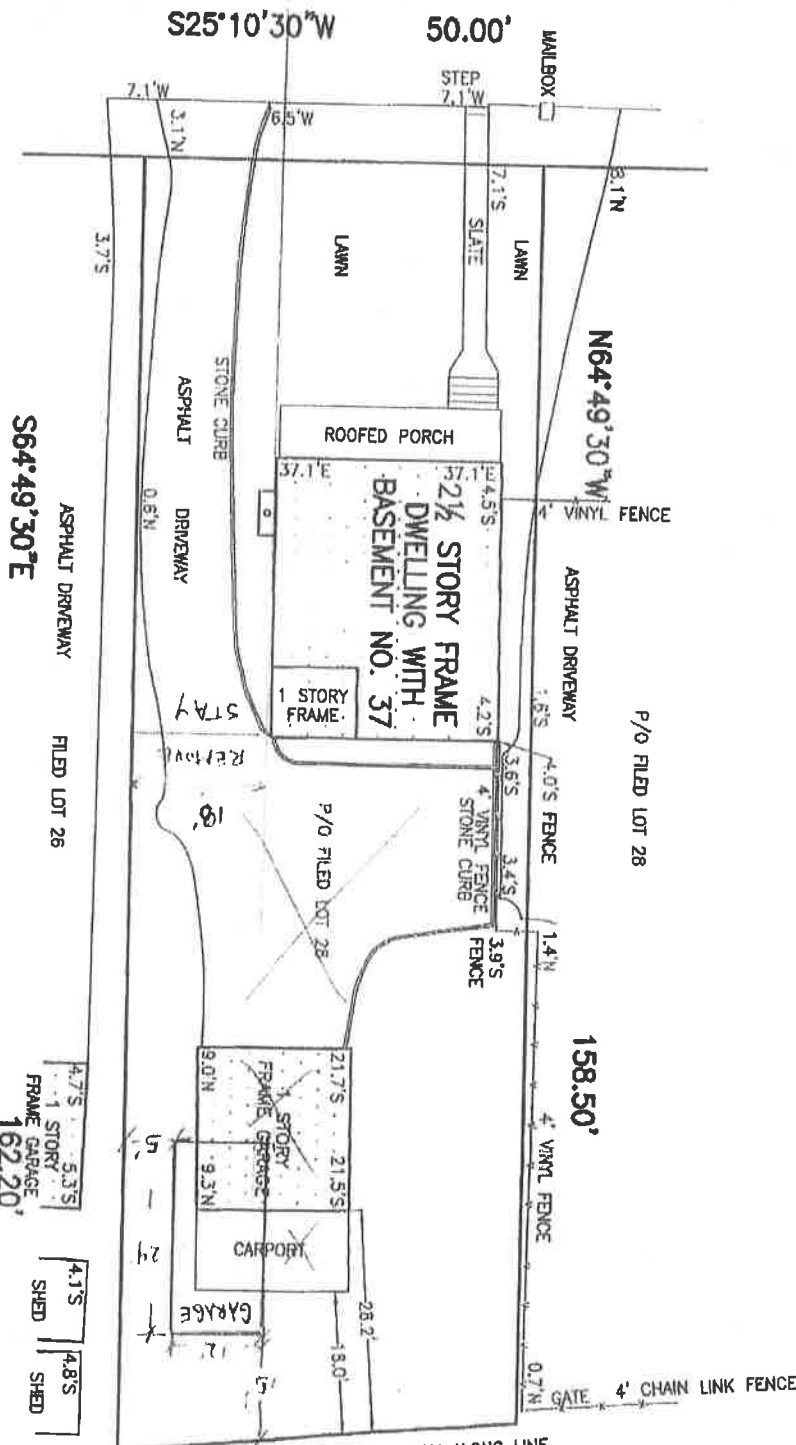 S25°10'30"W 50.00'
MAILBOX
STEP
7.1'W
7.1'W
3.1'N
6.5'W
7.1'S
8.1'N
3.7'S
SLATE
LAWN
LAWN
N64°49'30"W
STONE CURB
ASPHALT DRIVEWAY
ROOFED PORCH
37.1'E
37.1'E
4.5'S
4' VINYL FENCE
2½ STORY FRAME
DWELLING WITH
BASEMENT NO. 37
ASPHALT DRIVEWAY
P/O FILED LOT 28
1 STORY
FRAME
4.2'S
STAY
REMOVE
18'
S64°49'30"E
ASPHALT DRIVEWAY
FILED LOT 26
4.0'S FENCE
3.6'S
3.4'S
4' VINYL FENCE
STONE CURB
3.9'S
FENCE
1.4'N
158.50'
4' VINYL FENCE
9.0'N
21.7'S
1 STORY
FRAME GARAGE
9.3'N
21.5'S
CARPORT
5'
24
GARAGE
12'
28.2'
18.0'
4.7'S
5.3'S
1 STORY
FRAME GARAGE
162.20'
4.1'S
SHED
4.8'S
SHED
0.7'N
GATE
4' CHAIN LINK FENCE